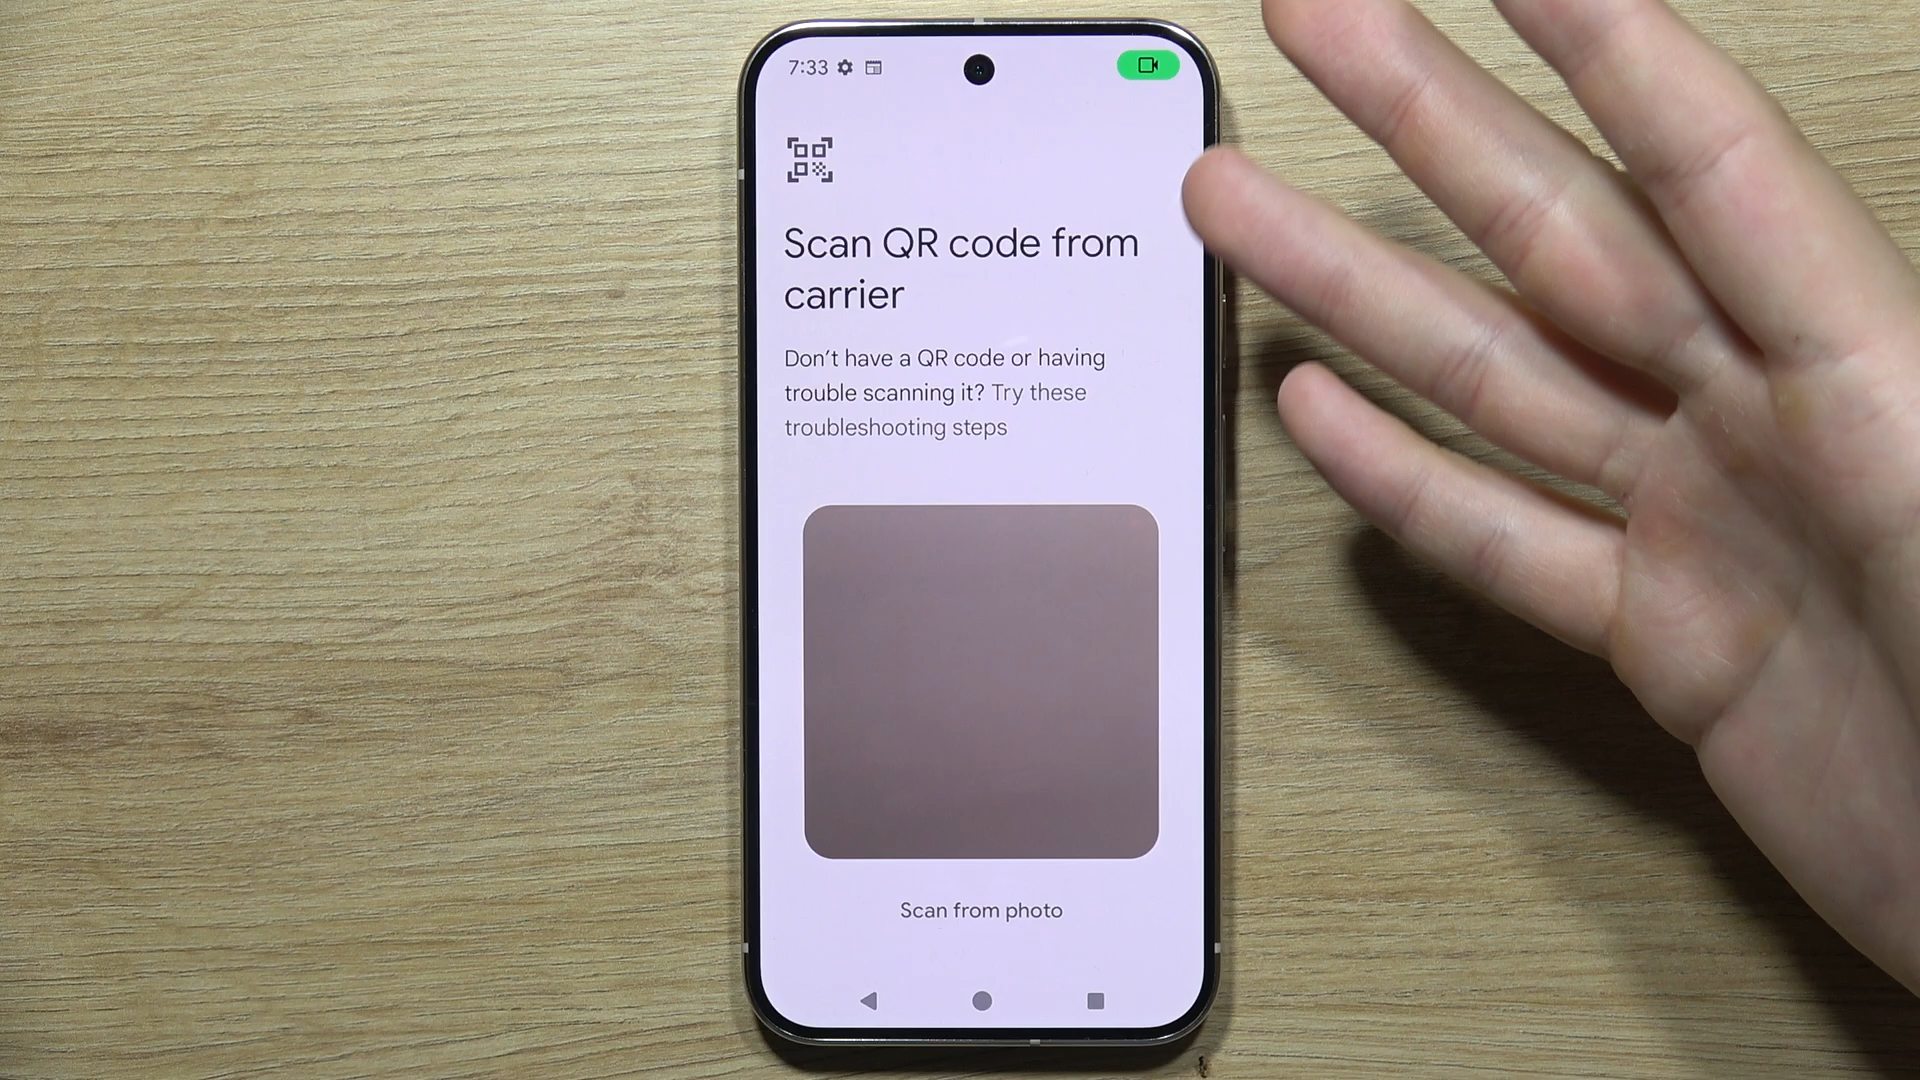 7:33
Scan QR code from
carrier
Don’t have a QR code or having
trouble scanning it? Try these
troubleshooting steps
Scan from photo